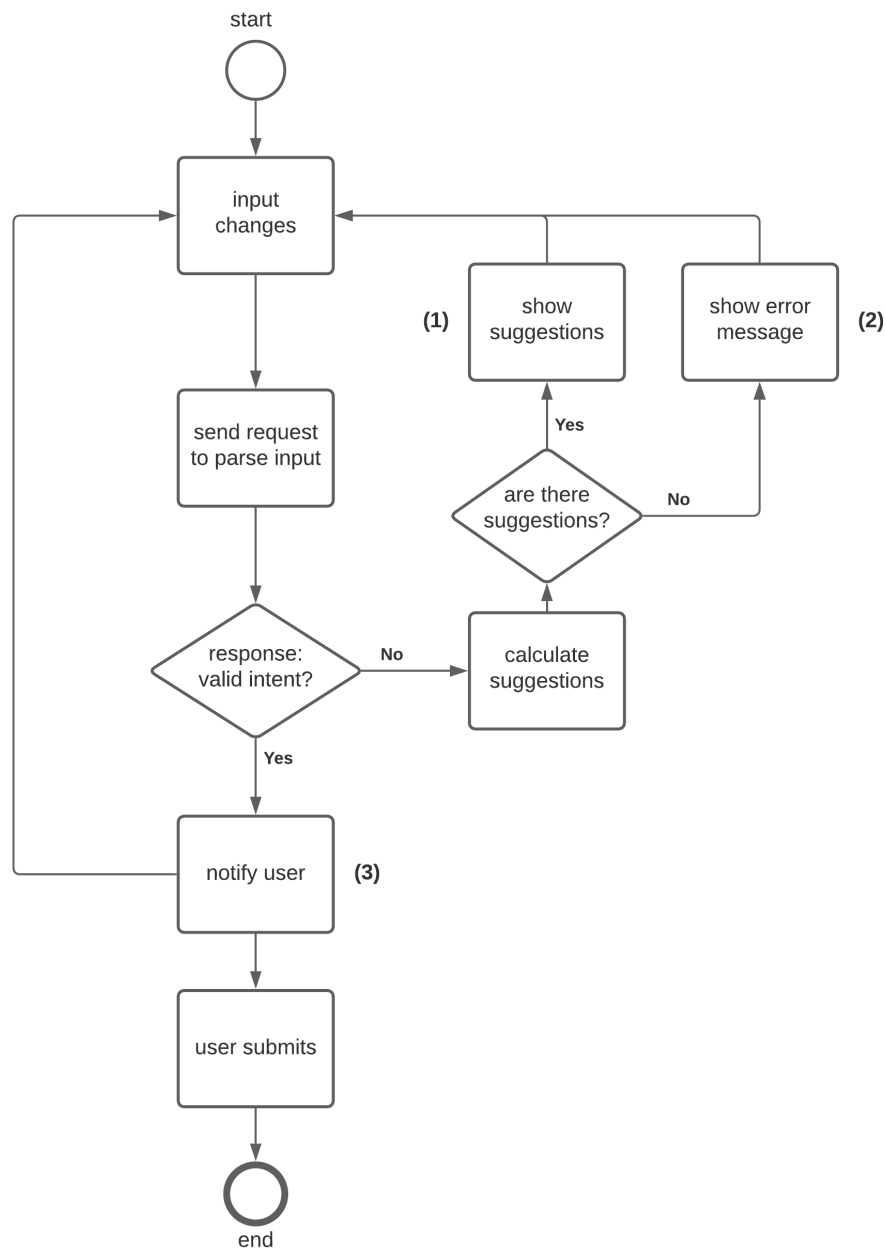 start
input
changes
(1)
show
suggestions
show error
message
(2)
send request
to parse input
Yes
are there
suggestions?
No
response:
valid intent?
No
calculate
suggestions
Yes
notify user
(3)
user submits
end